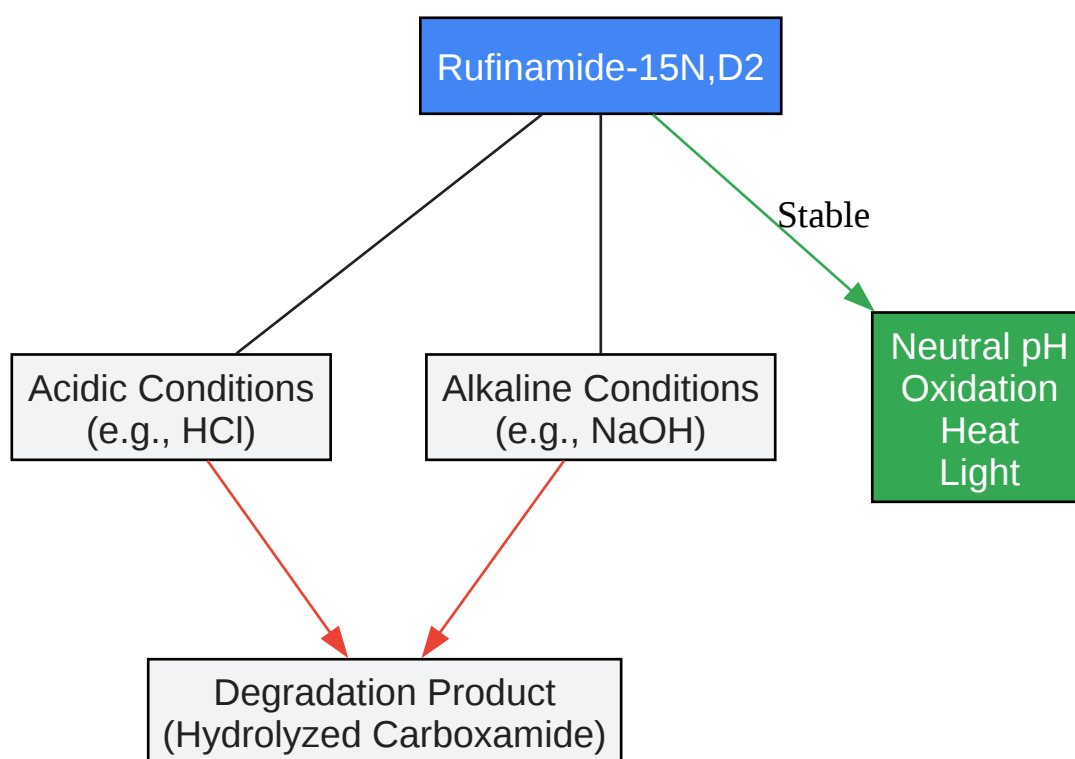 Rufinamide-15N,D2
Stable
Acidic Conditions
(e.g., HCl)
Alkaline Conditions
(e.g., NaOH)
Neutral pH
Oxidation
Heat
Light
Degradation Product
(Hydrolyzed Carboxamide)